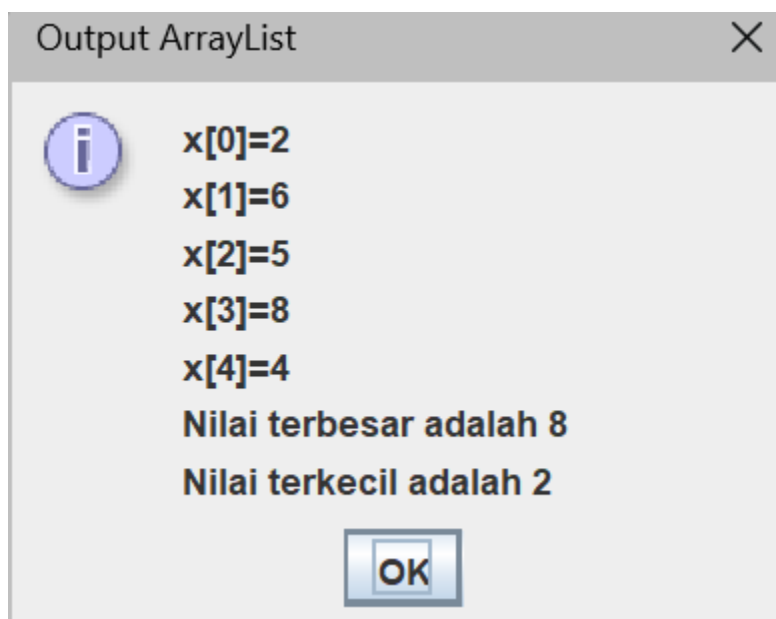 Output ArrayList
x[0]=2
x[1]=6
x[2]=5
x[3]=8
x[4]=4
Nilai terbesar adalah 8
Nilai terkecil adalah 2
OK